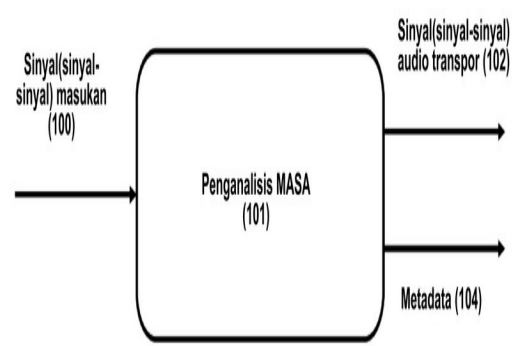 Sinyal(sinyal-
sinyal) masukan
(100)
Penganalisis MASA
(101)
Sinyal(sinyal-sinyal)
audio transpor (102)
Metadata (104)